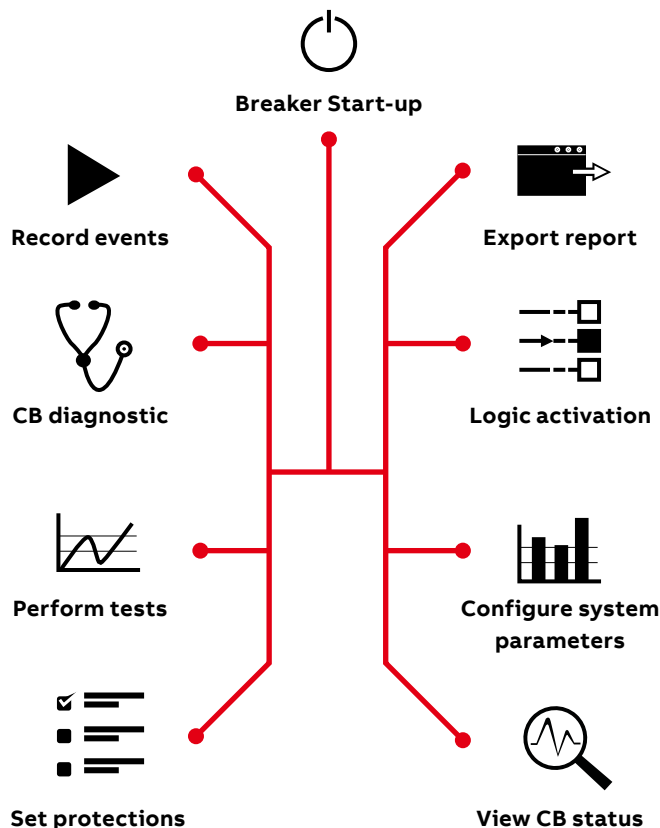 Breaker Start-up
Record events
Export report
CB diagnostic
Logic activation
Perform tests
Configure system
parameters
Set protections
View CB status